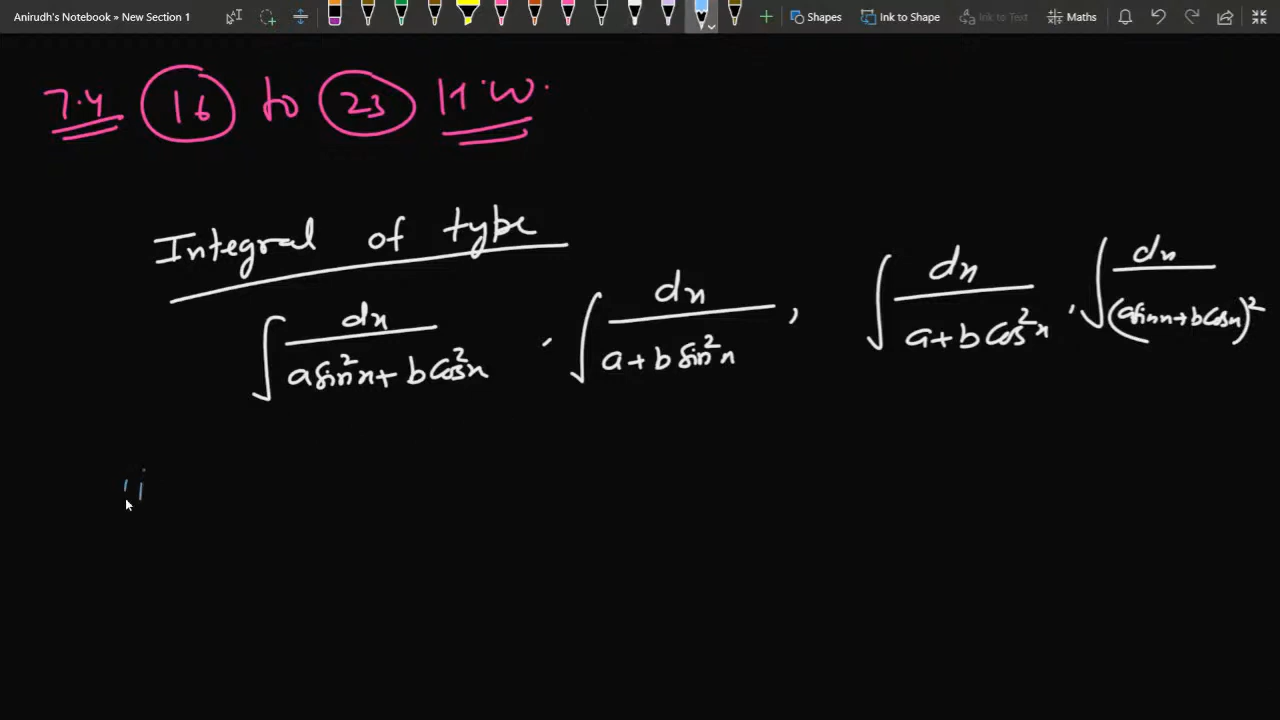 Anirudh's Notebook » New Section 1
Shapes Ink to Shape Ink to Text Maths
7.4 16 to 23 H.W.
Integral of type
∫ dx / (a sin²x + b cos²x) , ∫ dx / (a + b sin²x) , ∫ dx / (a + b cos²x) , ∫ dx / (a sinx + b cosx)²